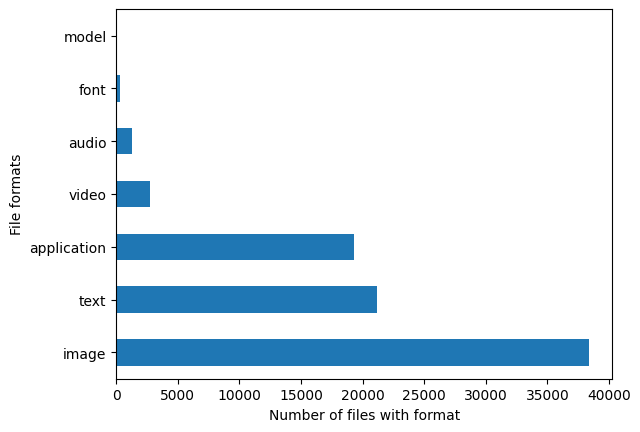 model
font
audio
video
application
text
image
File formats
0 5000 10000 15000 20000 25000 30000 35000 40000
Number of files with format